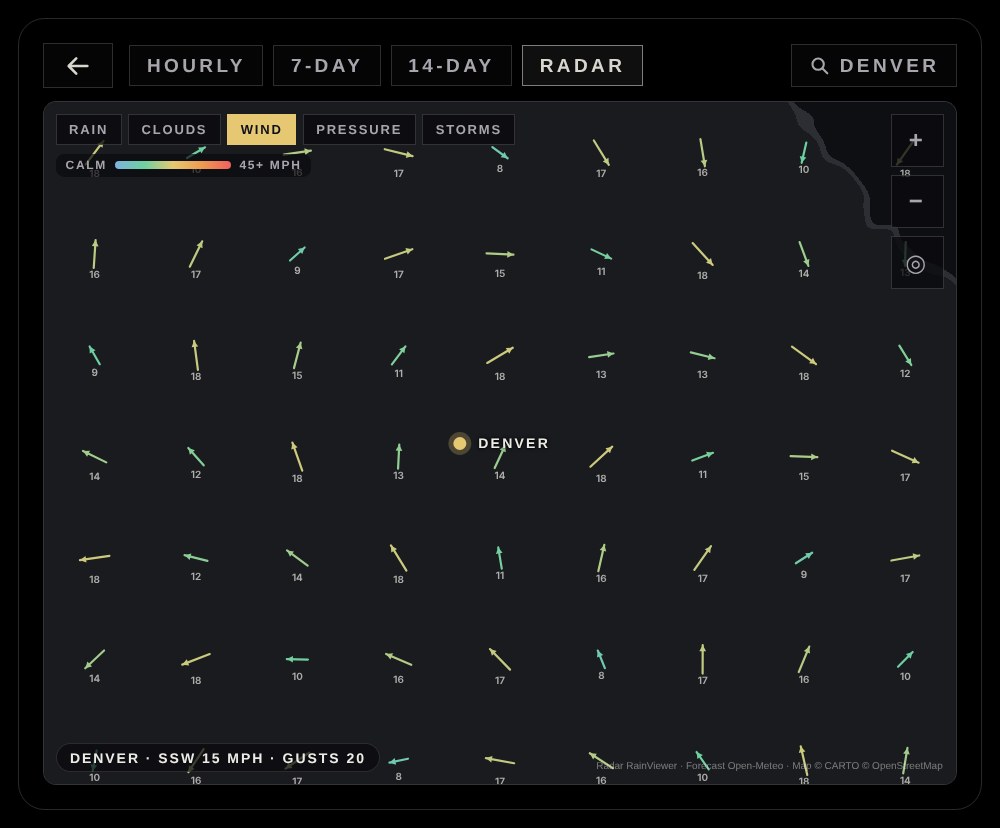 HOURLY 7-DAY 14-DAY RADAR DENVER
RAIN CLOUDS WIND PRESSURE STORMS
CALM 45+ MPH
17 8 17 16 10 18
16 17 9 17 15 11 18 14 13
9 18 15 11 18 13 13 18 12
DENVER
14 12 18 13 14 18 11 15 17
18 12 14 18 11 16 17 9 17
14 18 10 16 17 8 17 16 10
DENVER · SSW 15 MPH · GUSTS 20
Radar RainViewer · Forecast Open-Meteo · Map © CARTO © OpenStreetMap
10 16 17 8 17 16 10 18 14